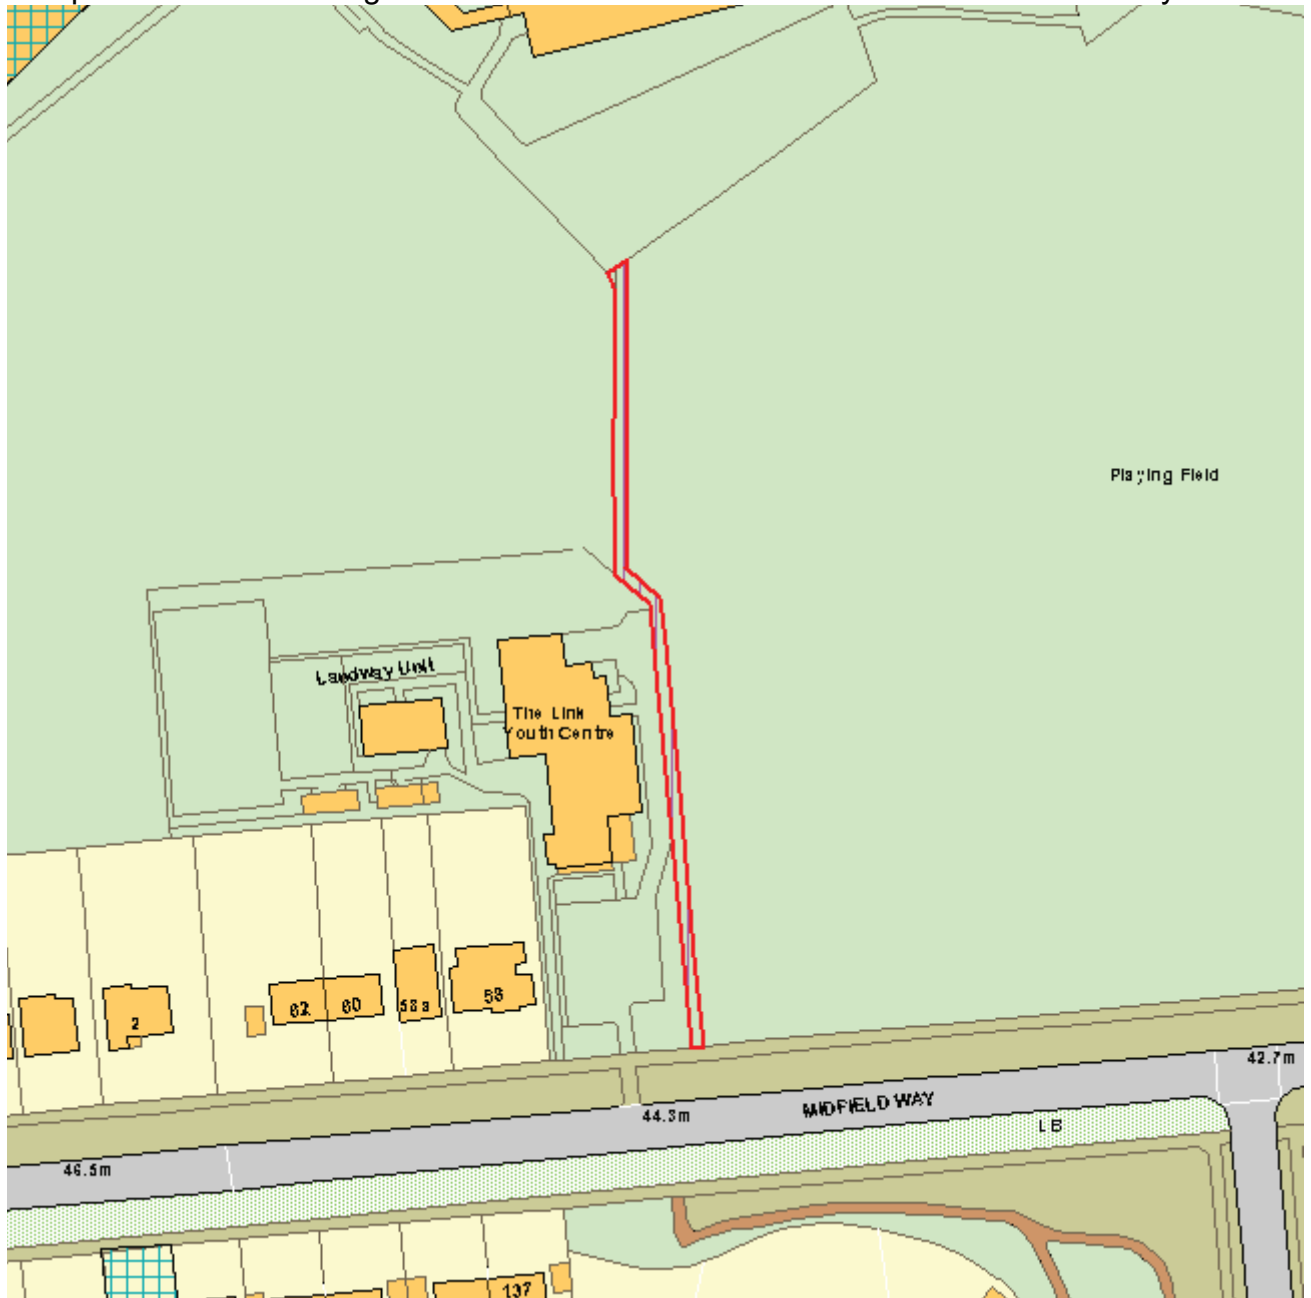 Playing Field
Landway Unit
The Link
Youth Centre
2
62
60
58a
58
42.7m
44.3m
MIDFIELD WAY
LB
46.5m
137